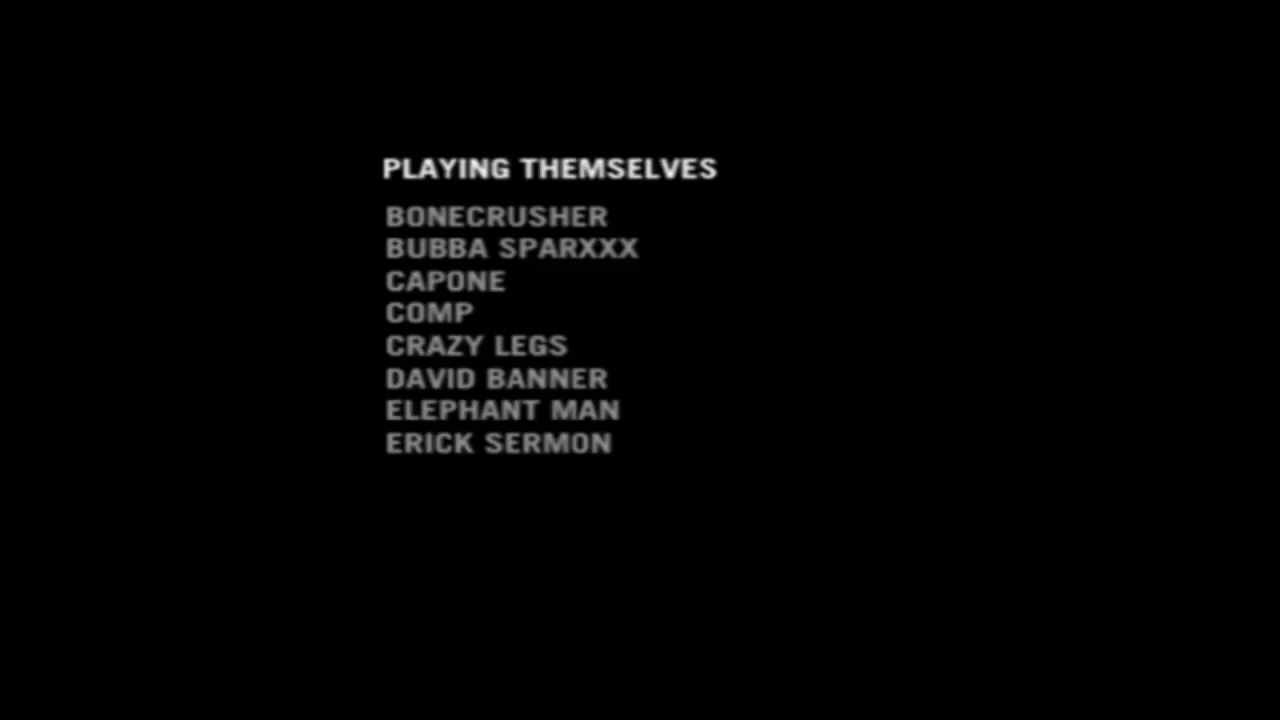 PLAYING THEMSELVES
BONECRUSHER
BUBBA SPARXXX
CAPONE
COMP
CRAZY LEGS
DAVID BANNER
ELEPHANT MAN
ERICK SERMON